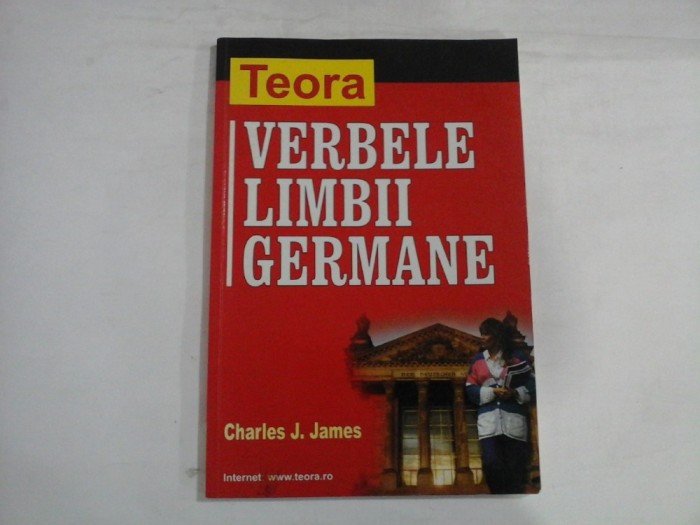 Teora
VERBELE
LIMBII
GERMANE
Charles J. James
Internet: www.teora.ro